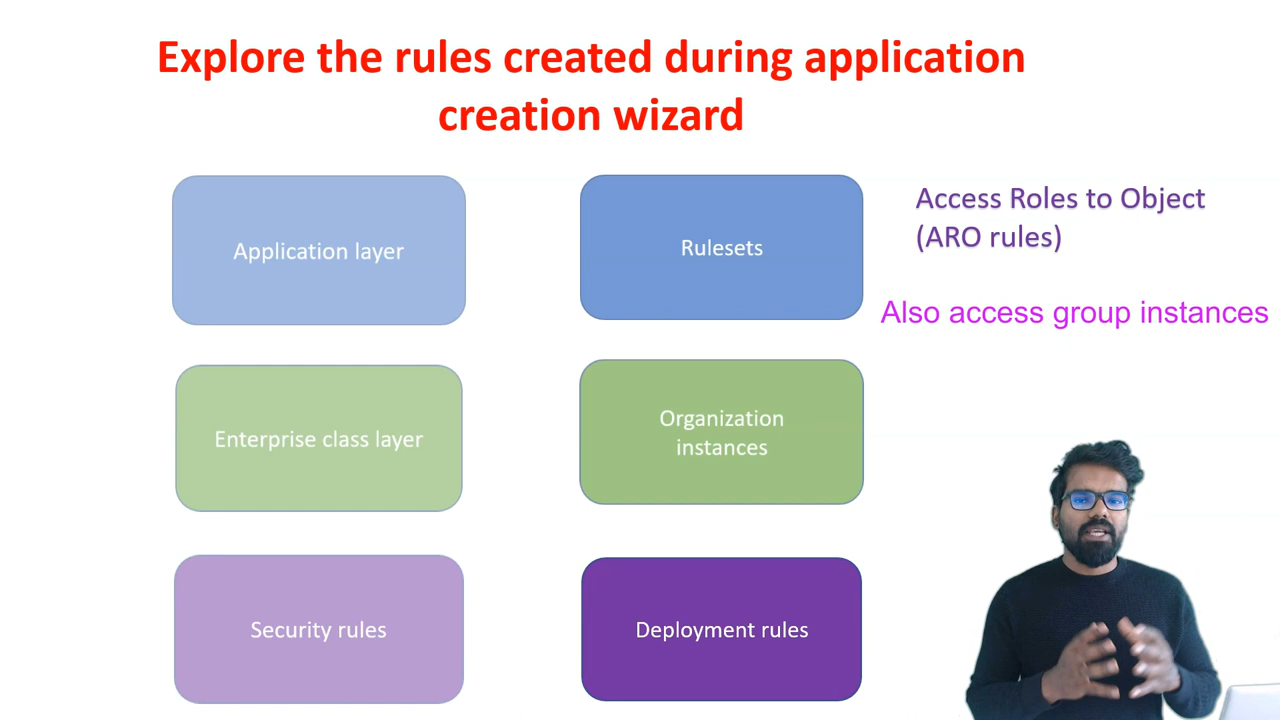 Explore the rules created during application
creation wizard
Application layer
Rulesets
Access Roles to Object
(ARO rules)
Also access group instances
Enterprise class layer
Organization
instances
Security rules
Deployment rules